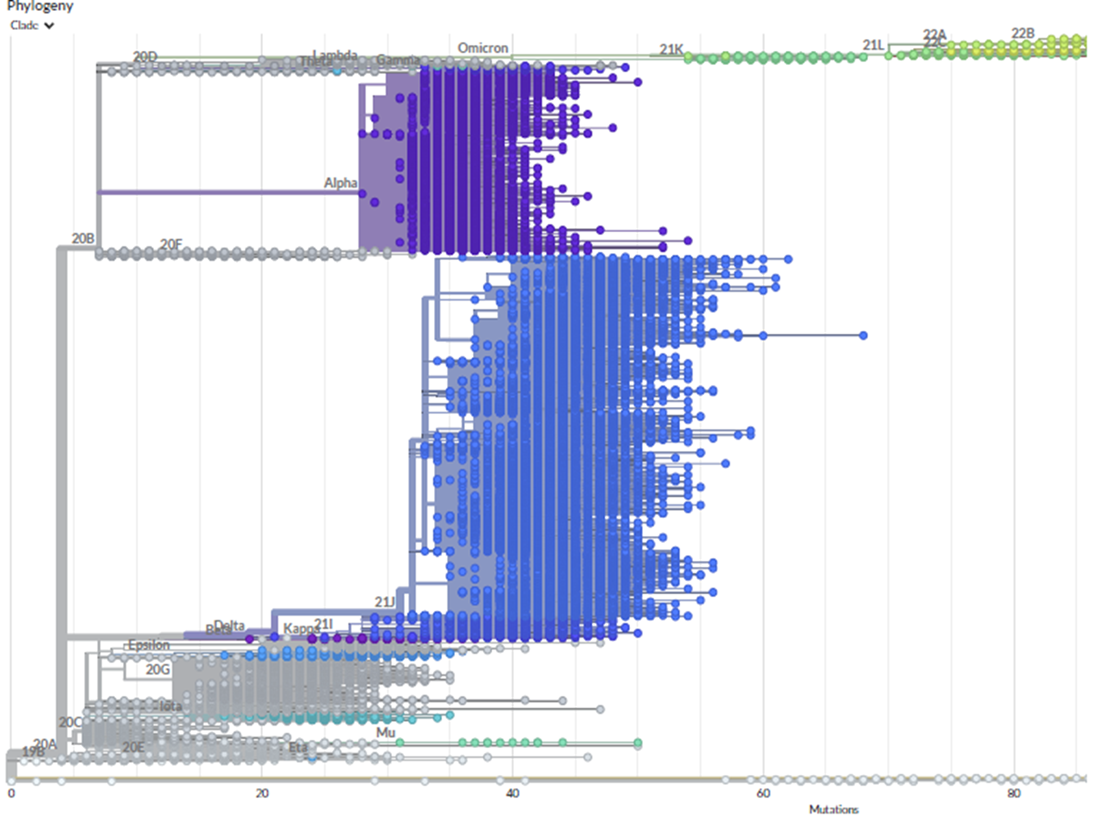 Phylogeny
Clade
22A
22B
Omicron
21K
21L
22C
20D
Lambda
Theta
Gamma
Alpha
20B
20F
21J
Delta
Beta
Kappa
21I
Epsilon
20G
Iota
20C
Mu
20A
20E
Eta
19B
0
20
40
60
80
Mutations